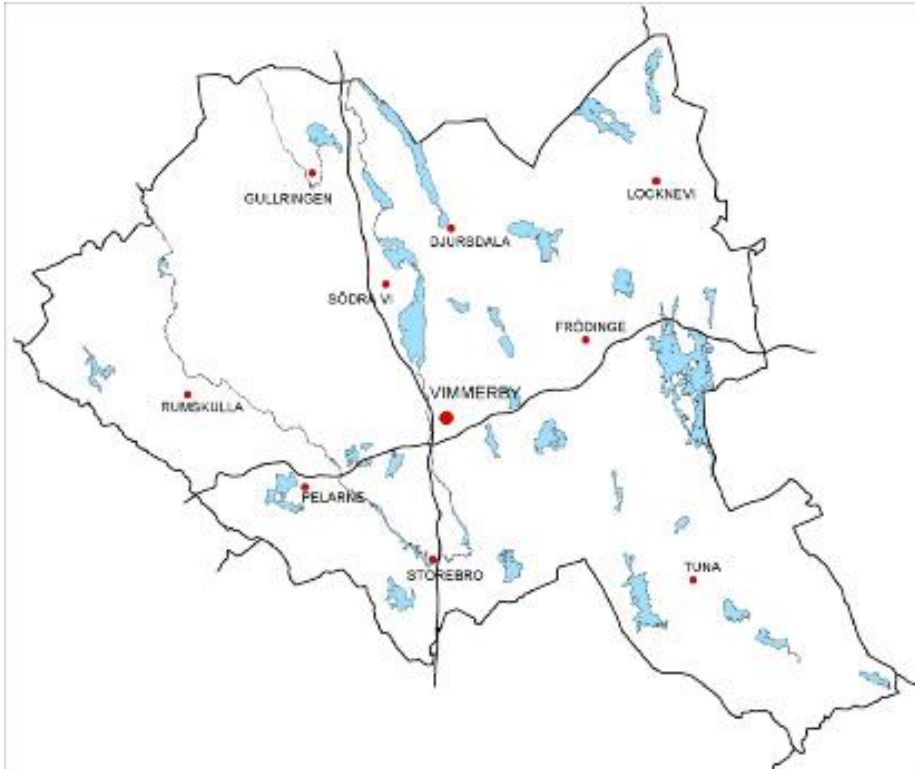 GULLRINGEN
LOCKNEVI
DJURSDALA
SÖDRA VI
FRÖDINGE
VIMMERBY
RUMSKULLA
PELARNE
STOREBRO
TUNA